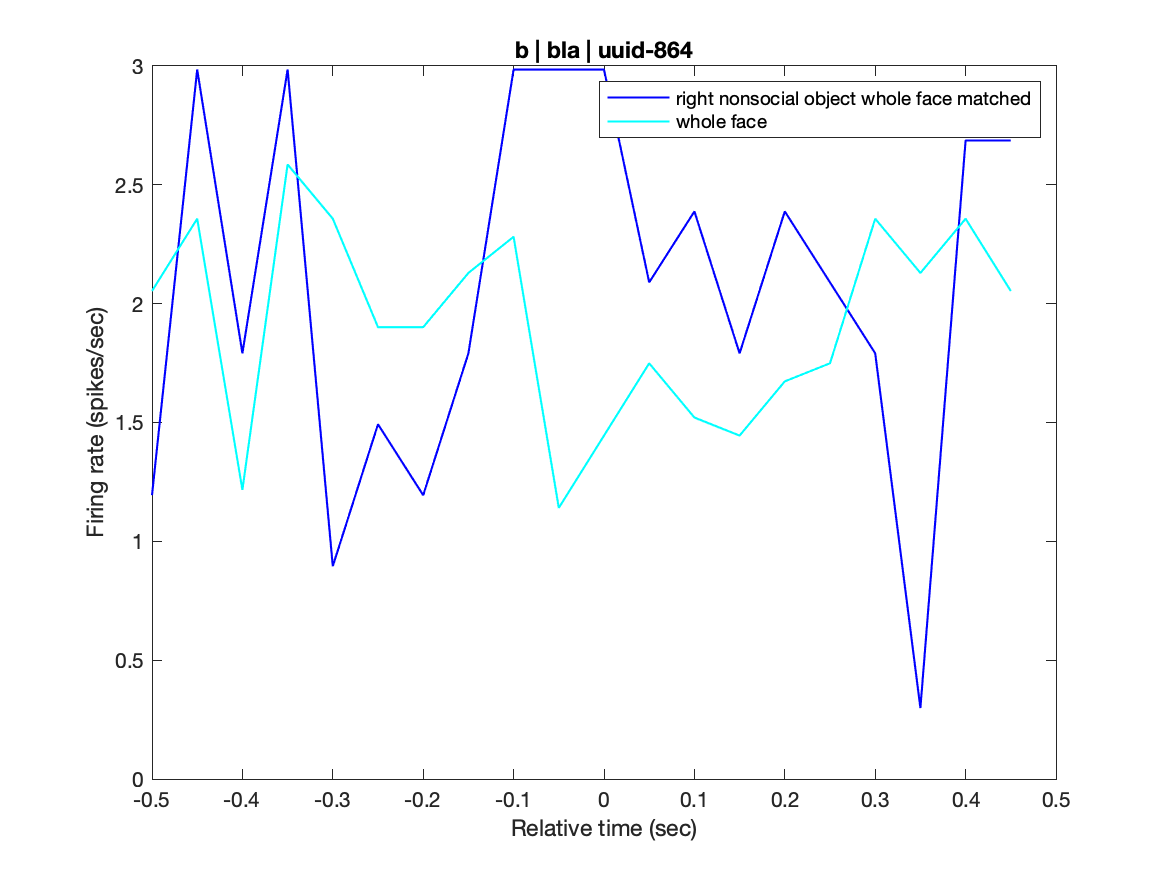 b | bla | uuid-864
right nonsocial object whole face matched
whole face
Firing rate (spikes/sec)
3
2.5
2
1.5
1
0.5
0
-0.5 -0.4 -0.3 -0.2 -0.1 0 0.1 0.2 0.3 0.4 0.5
Relative time (sec)